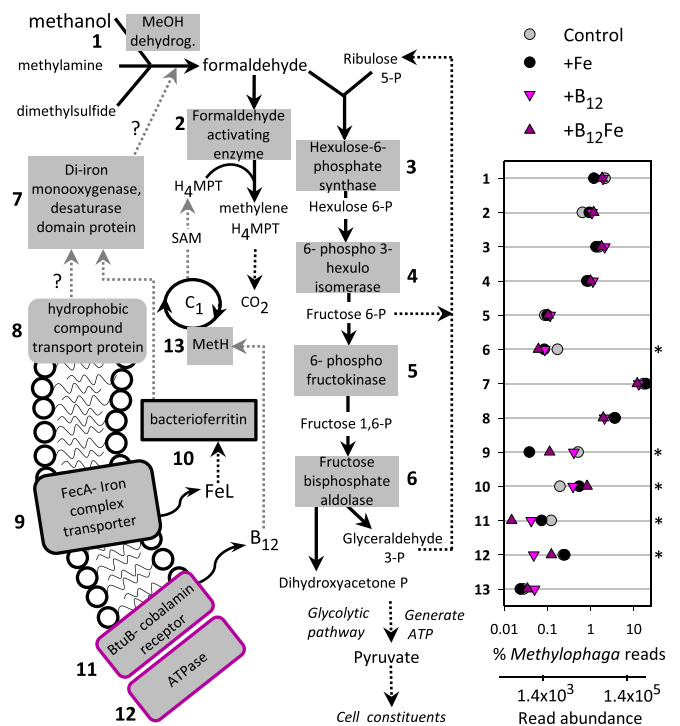 methanol
1
MeOH
dehydrog.
methylamine
formaldehyde
dimethylsulfide
Ribulose
5-P
?
2
Formaldehyde
activating
enzyme
Hexulose-6-
phosphate
synthase
3
7
Di-iron
monooxygenase,
desaturase
domain protein
H4MPT
methylene
H4MPT
SAM
Hexulose 6-P
6- phospho 3-
hexulo
isomerase
4
?
C1
CO2
Fructose 6-P
8
hydrophobic
compound
transport protein
13
MetH
6- phospho
fructokinase
5
bacterioferritin
10
Fructose 1,6-P
Fructose
bisphosphate
aldolase
6
9
FecA- Iron
complex
transporter
FeL
B12
Glyceraldehyde
3-P
Dihydroxyacetone P
11
BtuB- cobalamin
receptor
12
ATPase
Glycolytic
pathway
Generate
ATP
Pyruvate
Cell constituents
Control
+Fe
+B12
+B12Fe
1
2
3
4
5
6 *
7
8
9 *
10 *
11 *
12 *
13
0.01 0.1 1 10
% Methylophaga reads
1.4x10³ 1.4x10⁵
Read abundance